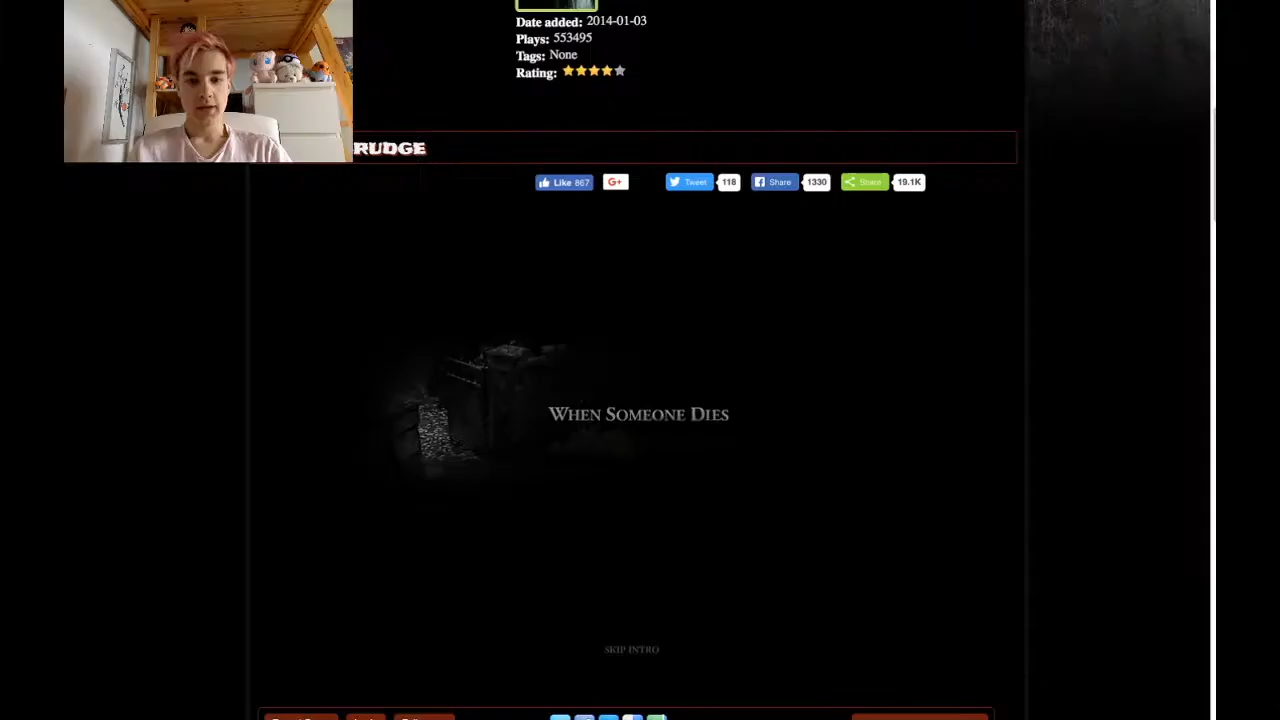 Date added: 2014-01-03
Plays: 553495
Tags: None
Rating:
RUDGE
Like 867
G+
Tweet 118
Share 1330
Share 19.1K
WHEN SOMEONE DIES
SKIP INTRO